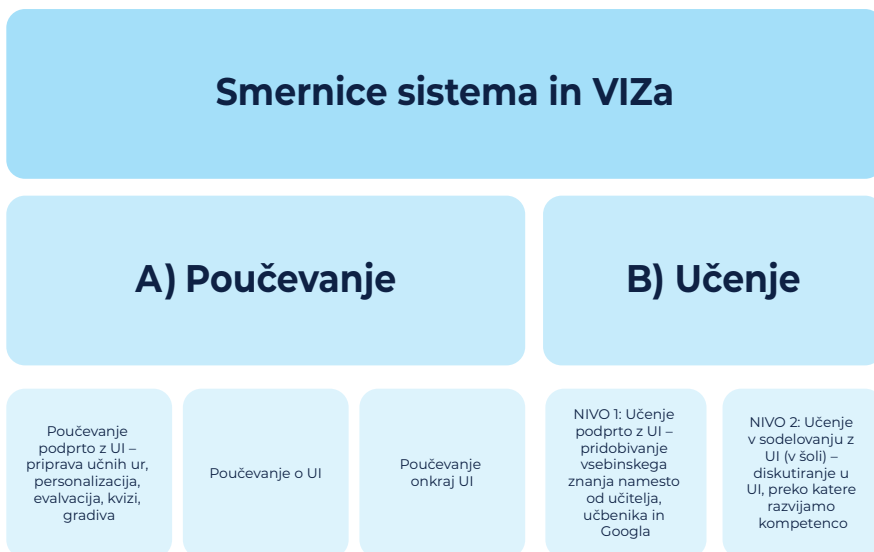 Smernice sistema in VIZa
A) Poučevanje
B) Učenje
Poučevanje
podprto z UI –
priprava učnih ur,
personalizacija,
evalvacija, kvizi,
gradiva
Poučevanje o UI
Poučevanje
onkraj UI
NIVO 1: Učenje
podprto z UI –
pridobivanje
vsebinskega
znanja namesto
od učitelja,
učbenika in
Googla
NIVO 2: Učenje
v sodelovanju z
UI (v šoli) –
diskutiranje u
UI, preko katere
razvijamo
kompetenco